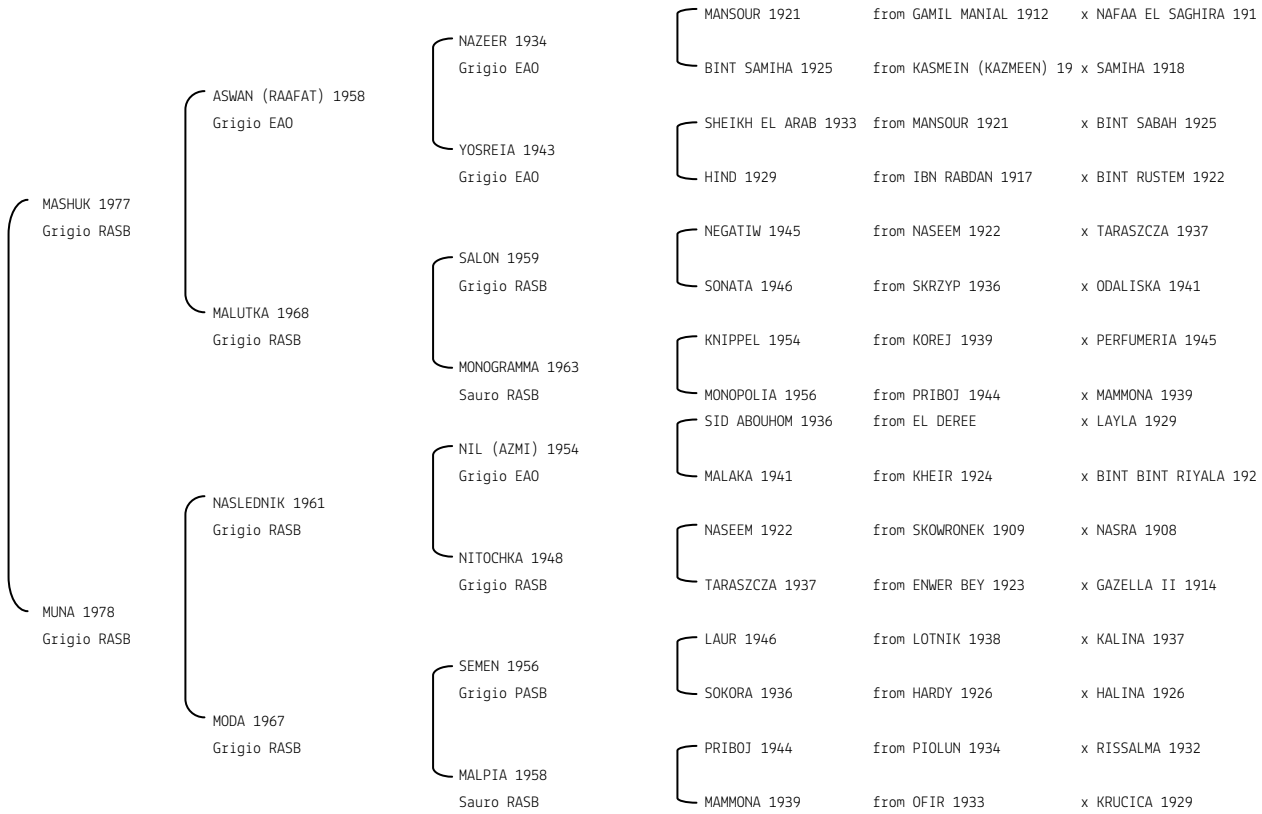 MANSOUR 1921 from GAMIL MANIAL 1912 x NAFAA EL SAGHIRA 191
NAZEER 1934
Grigio EAO BINT SAMIHA 1925 from KASMEIN (KAZMEEN) 19 x SAMIHA 1918
ASWAN (RAAFAT) 1958
Grigio EAO SHEIKH EL ARAB 1933 from MANSOUR 1921 x BINT SABAH 1925
YOSREIA 1943
Grigio EAO HIND 1929 from IBN RABDAN 1917 x BINT RUSTEM 1922
MASHUK 1977
Grigio RASB NEGATIW 1945 from NASEEM 1922 x TARASZCZA 1937
SALON 1959
Grigio RASB SONATA 1946 from SKRZYP 1936 x ODALISKA 1941
MALUTKA 1968
Grigio RASB KNIPPEL 1954 from KOREJ 1939 x PERFUMERIA 1945
MONOGRAMMA 1963
Sauro RASB MONOPOLIA 1956 from PRIBOJ 1944 x MAMMONA 1939
SID ABOUHOM 1936 from EL DEREE x LAYLA 1929
NIL (AZMI) 1954
Grigio EAO MALAKA 1941 from KHEIR 1924 x BINT BINT RIYALA 192
NASLEDNIK 1961
Grigio RASB NASEEM 1922 from SKOWRONEK 1909 x NASRA 1908
NITOCHKA 1948
Grigio RASB TARASZCZA 1937 from ENWER BEY 1923 x GAZELLA II 1914
MUNA 1978
Grigio RASB LAUR 1946 from LOTNIK 1938 x KALINA 1937
SEMEN 1956
Grigio PASB SOKORA 1936 from HARDY 1926 x HALINA 1926
MODA 1967
Grigio RASB PRIBOJ 1944 from PIOLUN 1934 x RISSALMA 1932
MALPIA 1958
Sauro RASB MAMMONA 1939 from OFIR 1933 x KRUCICA 1929